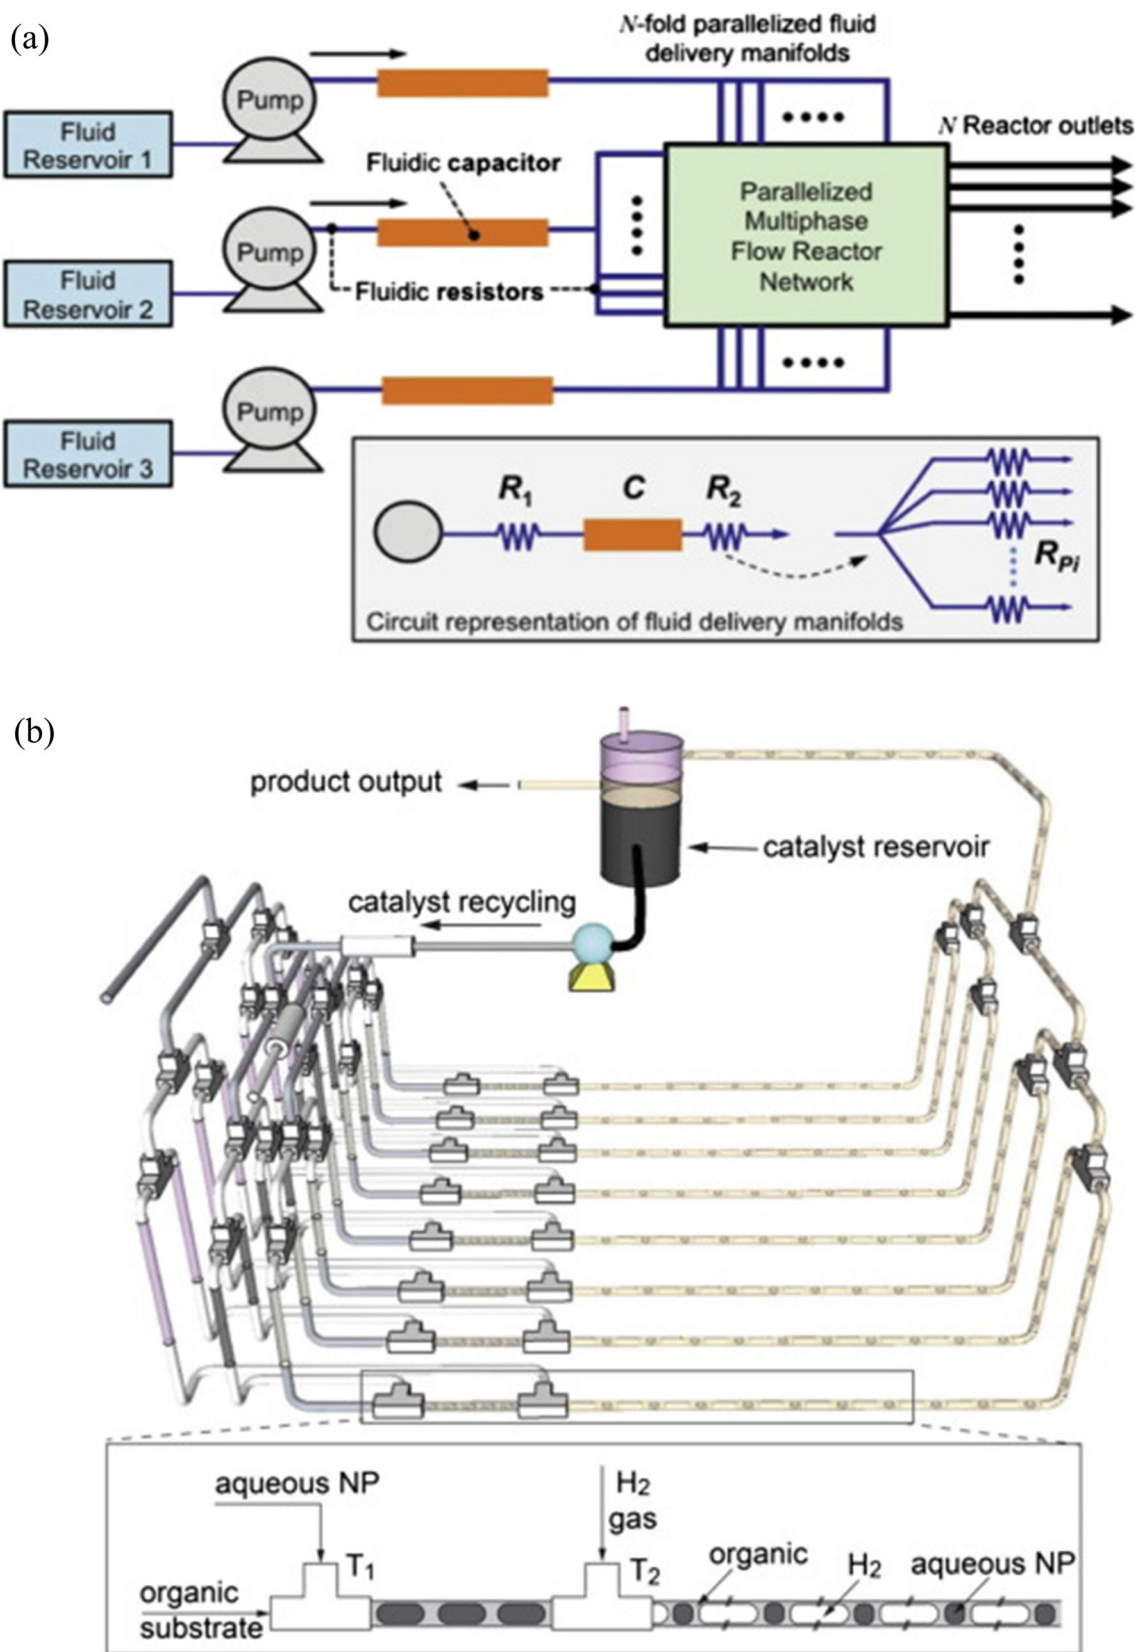 (a)
N-fold parallelized fluid
delivery manifolds
Pump
Fluid
Reservoir 1
N Reactor outlets
Fluidic capacitor
Parallelized
Multiphase
Flow Reactor
Network
Pump
Fluid
Reservoir 2
Fluidic resistors
Pump
Fluid
Reservoir 3
R1
C
R2
RPi
Circuit representation of fluid delivery manifolds
(b)
product output
catalyst reservoir
catalyst recycling
aqueous NP
H2
gas
T1
T2
organic
H2
aqueous NP
organic
substrate